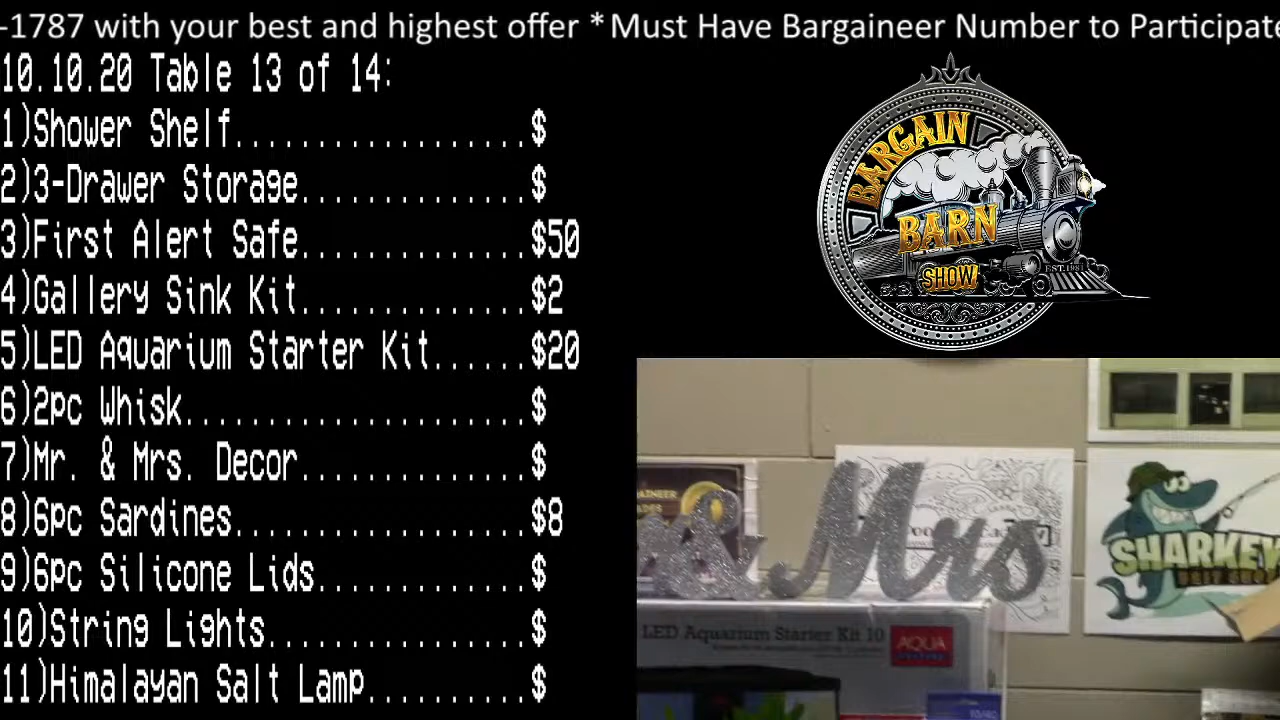 -1787 with your best and highest offer *Must Have Bargaineer Number to Participate
10.10.20 Table 13 of 14:
1)Shower Shelf..................$
2)3-Drawer Storage..............$
3)First Alert Safe..............$50
4)Gallery Sink Kit..............$2
5)LED Aquarium Starter Kit......$20
6)2pc Whisk.....................$
7)Mr. & Mrs. Decor..............$
8)6pc Sardines..................$8
9)6pc Silicone Lids.............$
10)String Lights................$
11)Himalayan Salt Lamp..........$
BARGAIN
BARN
SHOW
EST.1981
& Mrs
SHARKEY
LED Aquarium Starter Kit 10
AQUA